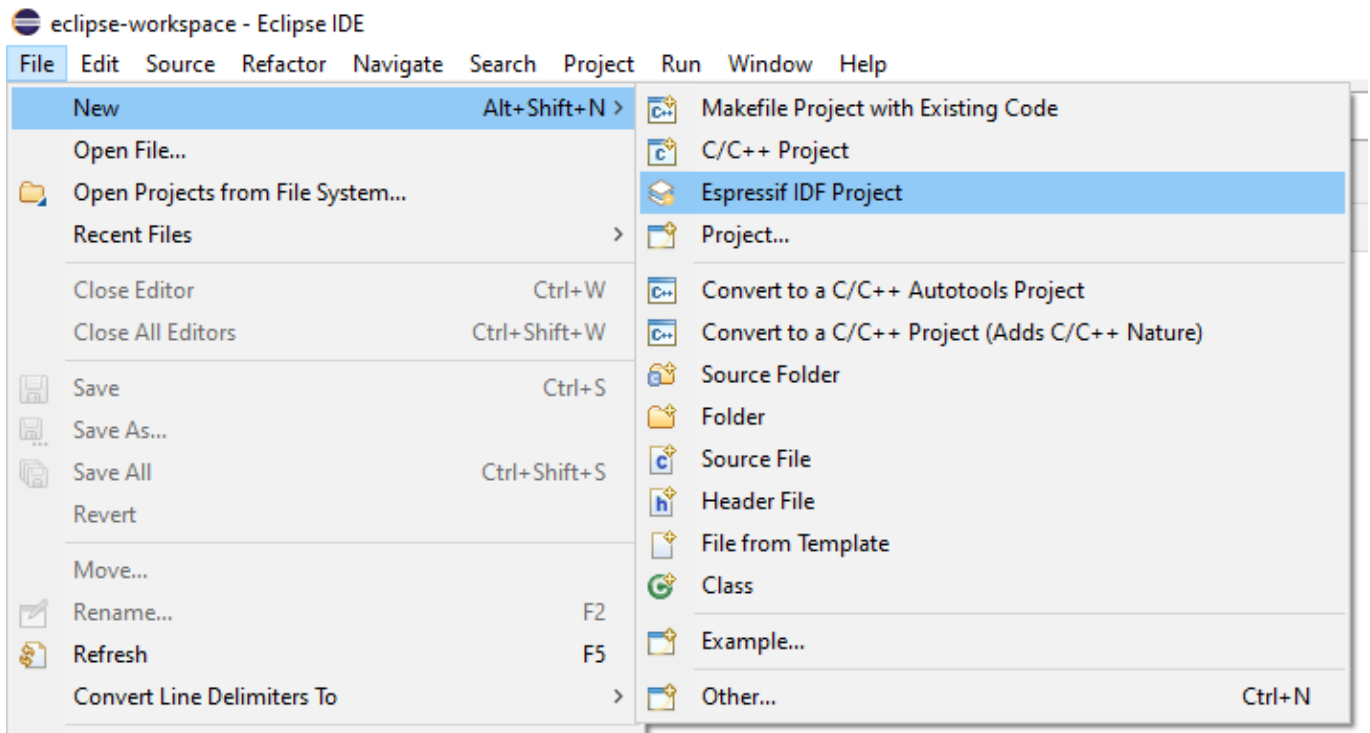 eclipse-workspace - Eclipse IDE
File Edit Source Refactor Navigate Search Project Run Window Help
New Alt+Shift+N >
Open File...
Open Projects from File System...
Recent Files >
Close Editor Ctrl+W
Close All Editors Ctrl+Shift+W
Save Ctrl+S
Save As...
Save All Ctrl+Shift+S
Revert
Move...
Rename... F2
Refresh F5
Convert Line Delimiters To >
Makefile Project with Existing Code
C/C++ Project
Espressif IDF Project
Project...
Convert to a C/C++ Autotools Project
Convert to a C/C++ Project (Adds C/C++ Nature)
Source Folder
Folder
Source File
Header File
File from Template
Class
Example...
Other... Ctrl+N